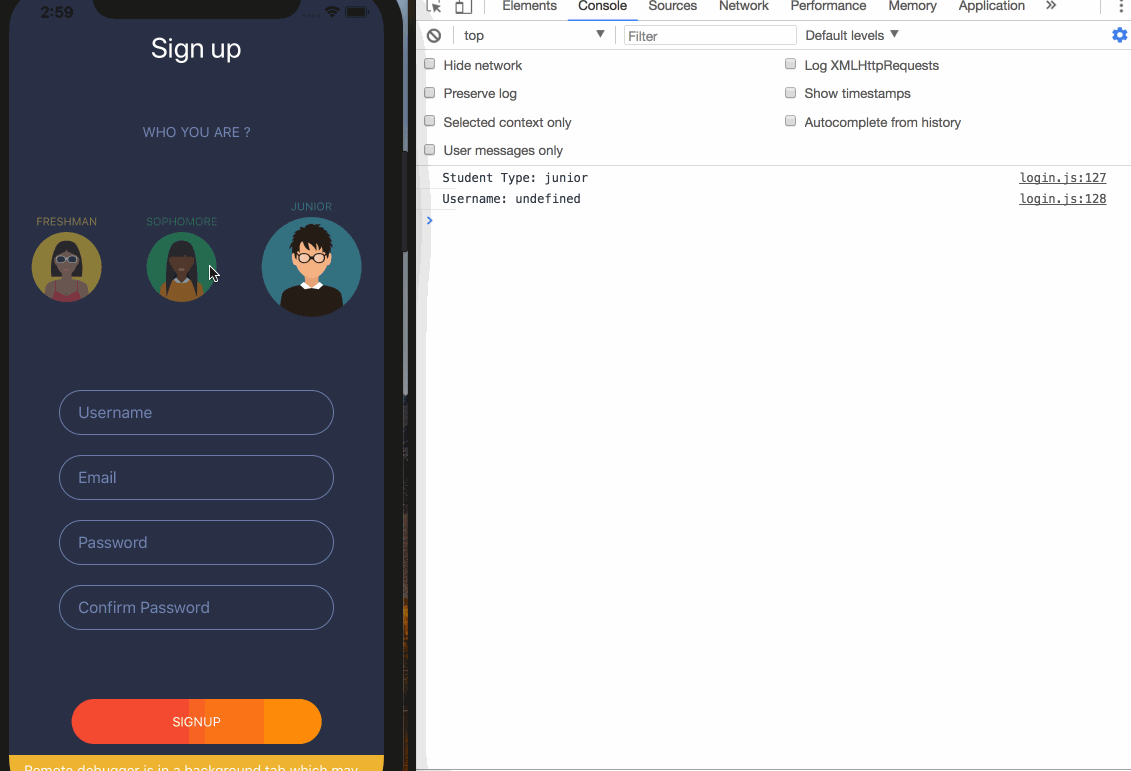 2:59
Sign up
WHO YOU ARE ?
JUNIOR
FRESHMAN
SOPHOMORE
Username
Email
Password
Confirm Password
SIGNUP
Remote debugger is in a background tab which may
Elements Console Sources Network Performance Memory Application »
top ▼ Filter Default levels ▼
Hide network Log XMLHttpRequests
Preserve log Show timestamps
Selected context only Autocomplete from history
User messages only
Student Type: junior login.js:127
Username: undefined login.js:128
>